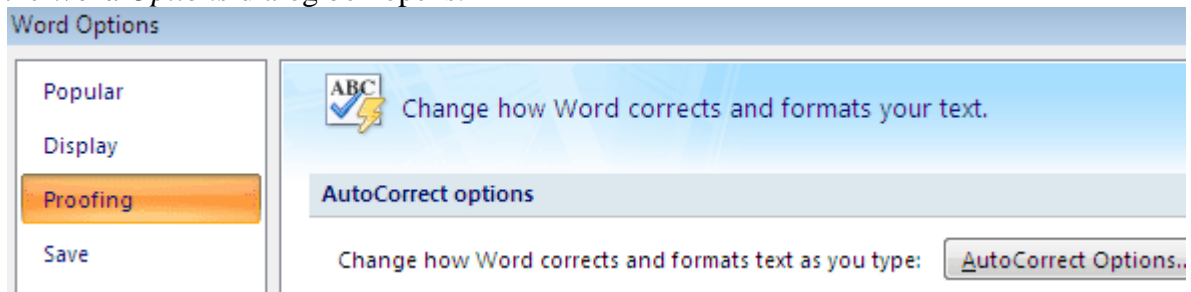 Word Options
Popular
Display
Proofing
Save
ABC
Change how Word corrects and formats your text.
AutoCorrect options
Change how Word corrects and formats text as you type: AutoCorrect Options..